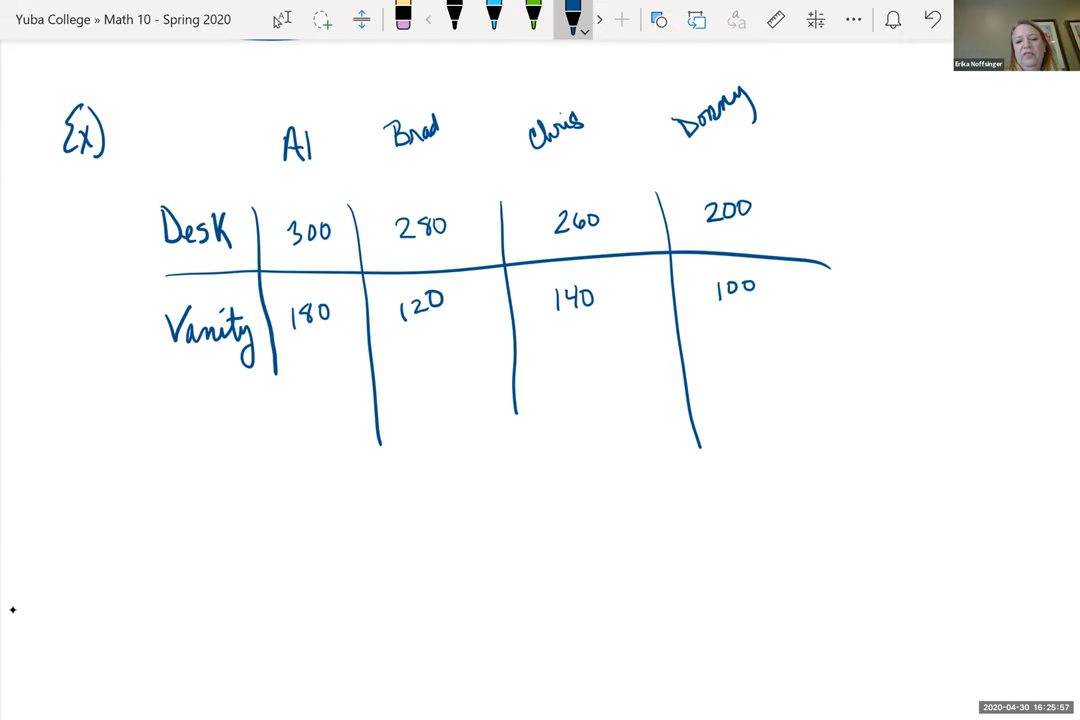 Yuba College » Math 10 - Spring 2020
Erika Noffsinger
Ex)
Al Brad Chris Donny
Desk 300 280 260 200
Vanity 180 120 140 100
2020-04-30 16:25:57